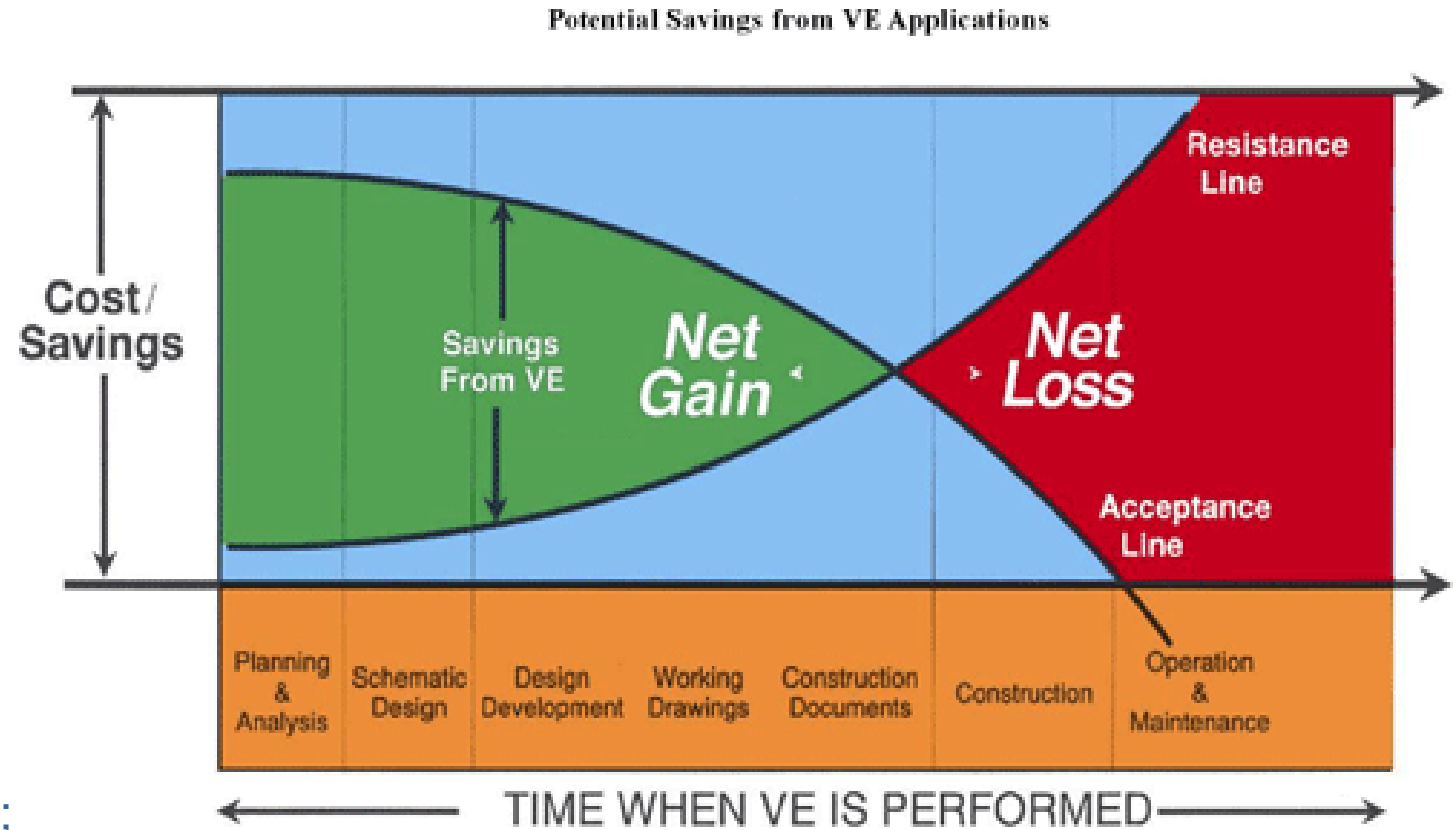 Potential Savings from VE Applications
Resistance
Line
Cost/
Savings
Savings
From VE
Net
Gain
Net
Loss
Acceptance
Line
Planning
&
Analysis
Schematic
Design
Design
Development
Working
Drawings
Construction
Documents
Construction
Operation
&
Maintenance
:
TIME WHEN VE IS PERFORMED